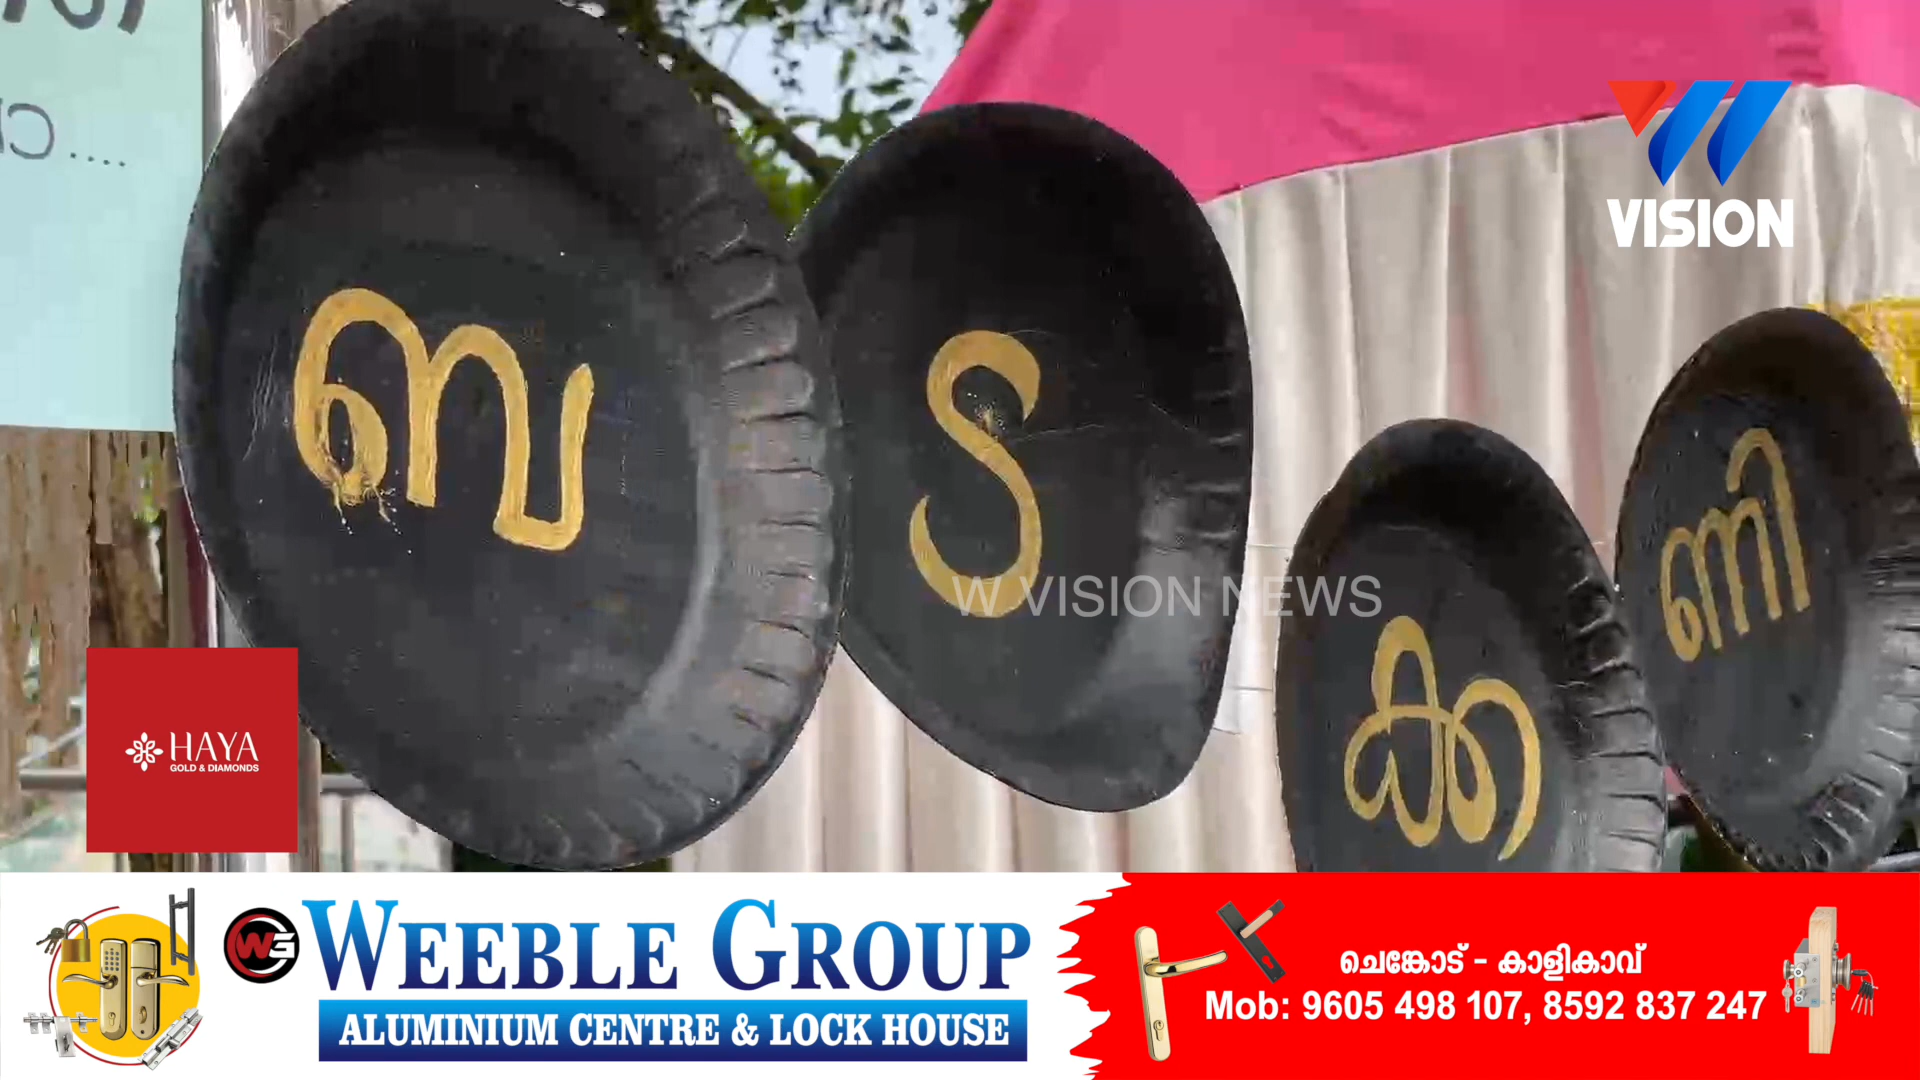 VISION
ബ
ട
ക്ക
ണി
W VISION NEWS
HAYA
GOLD & DIAMONDS
WG
WEEBLE GROUP
ALUMINIUM CENTRE & LOCK HOUSE
ചെങ്കോട് - കാളികാവ്
Mob: 9605 498 107, 8592 837 247